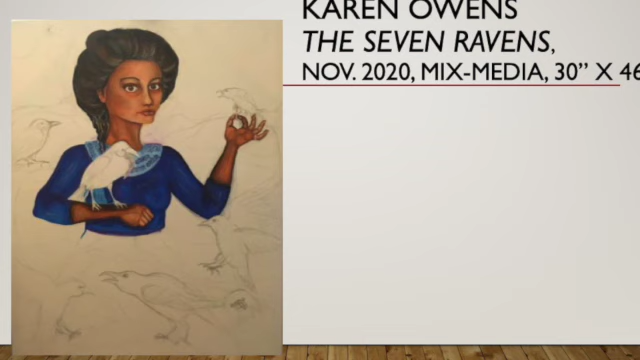 KAREN OWENS
THE SEVEN RAVENS,
NOV. 2020, MIX-MEDIA, 30” X 46